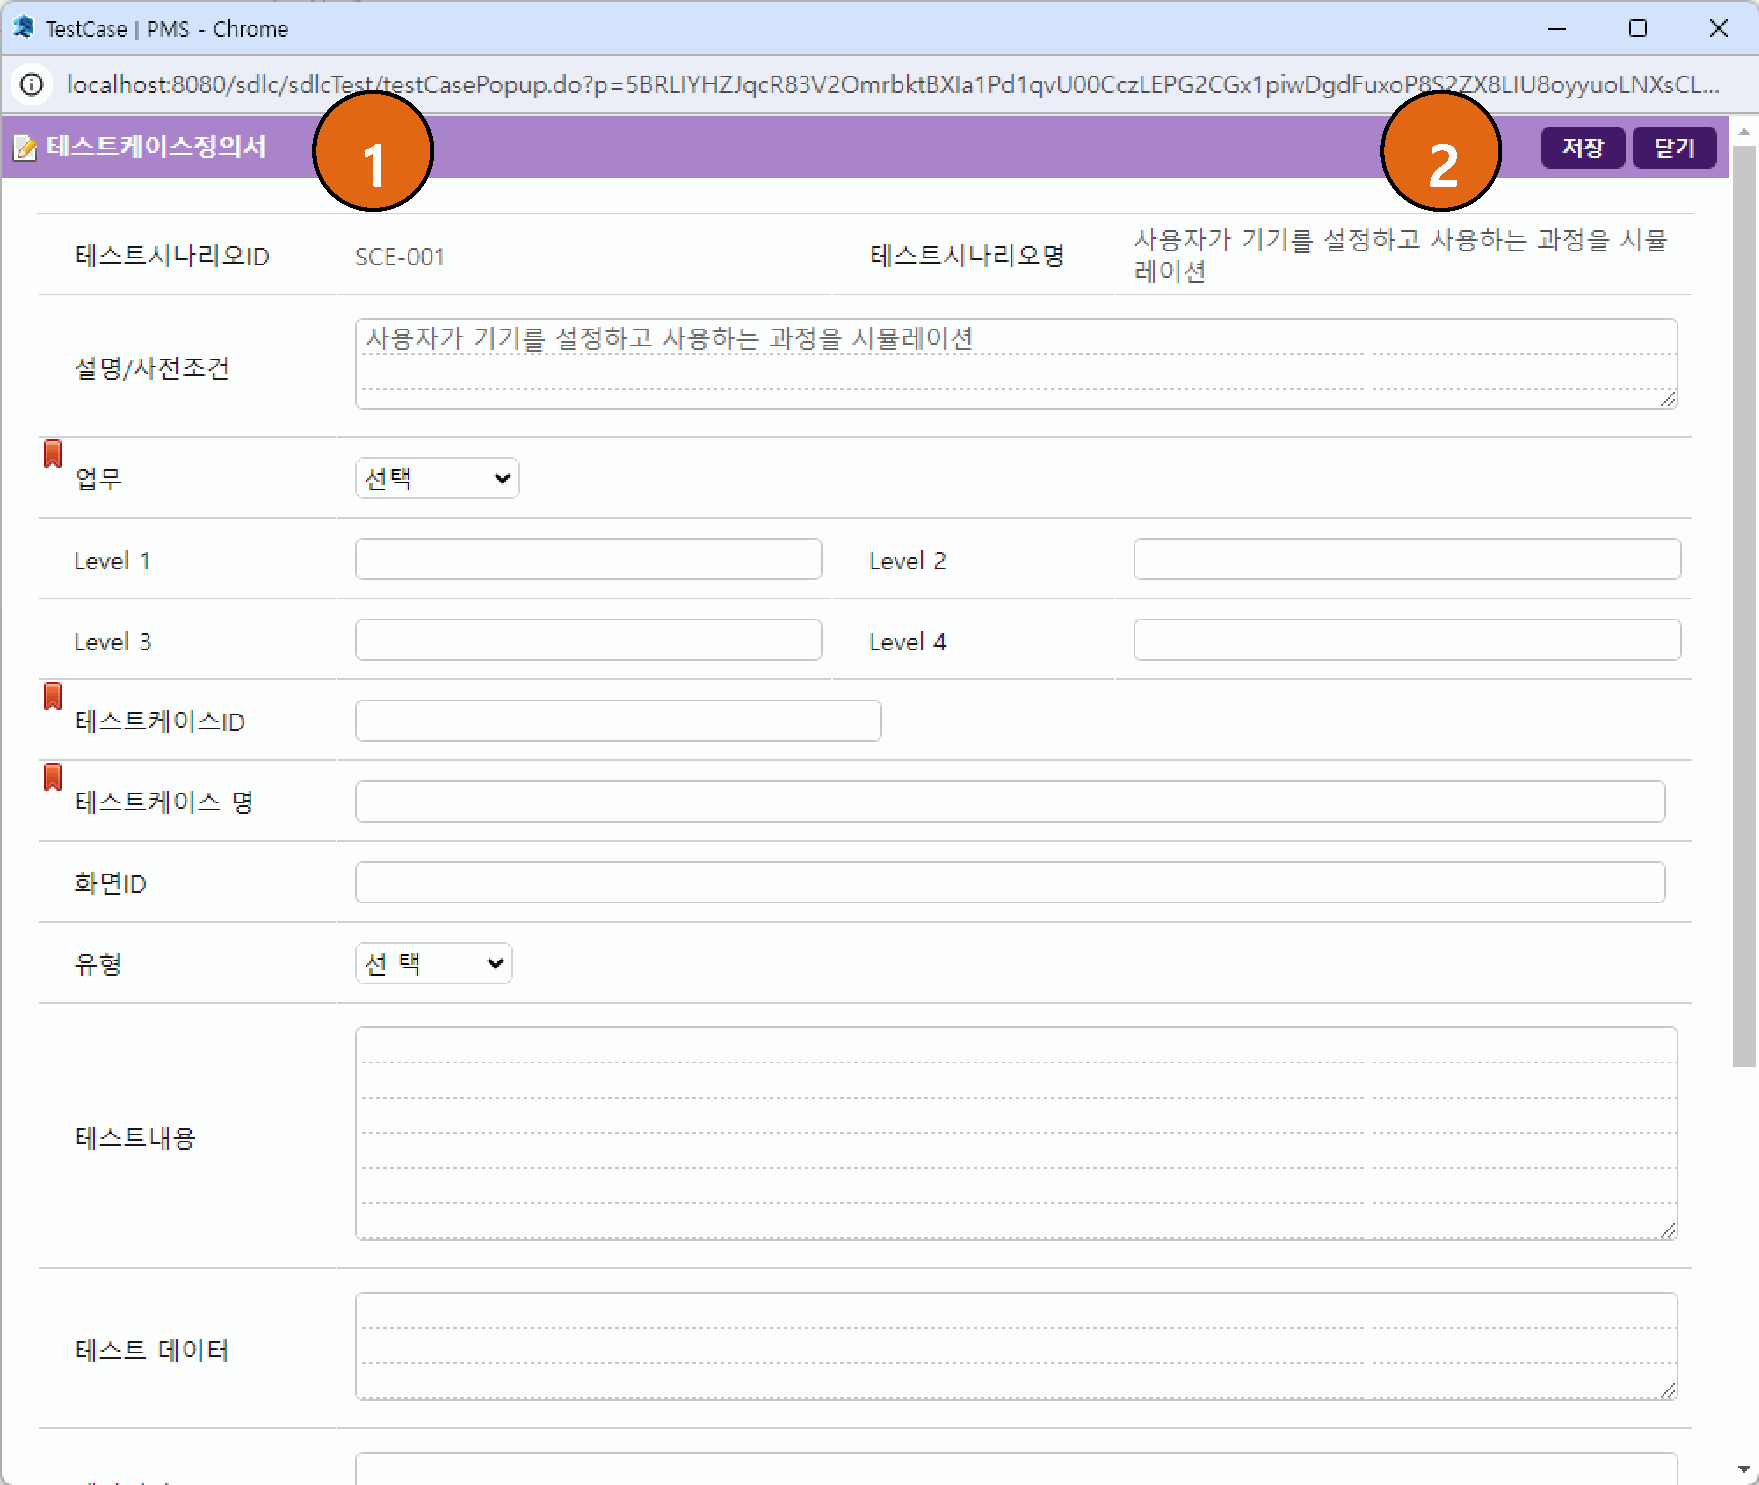 TestCase | PMS - Chrome
localhost:8080/sdlc/sdlcTest/testCasePopup.do?p=5BRLIYHZJqcR83V2OmrbktBXIa1Pd1qvU00CczLEPG2CGx1piwDgdFuxoP8S2ZX8LIU8oyyuoLNXsCL...
테스트케이스정의서 1 2 저장 닫기
테스트시나리오ID SCE-001 테스트시나리오명 사용자가 기기를 설정하고 사용하는 과정을 시뮬
레이션
설명/사전조건 사용자가 기기를 설정하고 사용하는 과정을 시뮬레이션
업무 선택
Level 1 Level 2
Level 3 Level 4
테스트케이스ID
테스트케이스 명
화면ID
유형 선 택
테스트내용
테스트 데이터